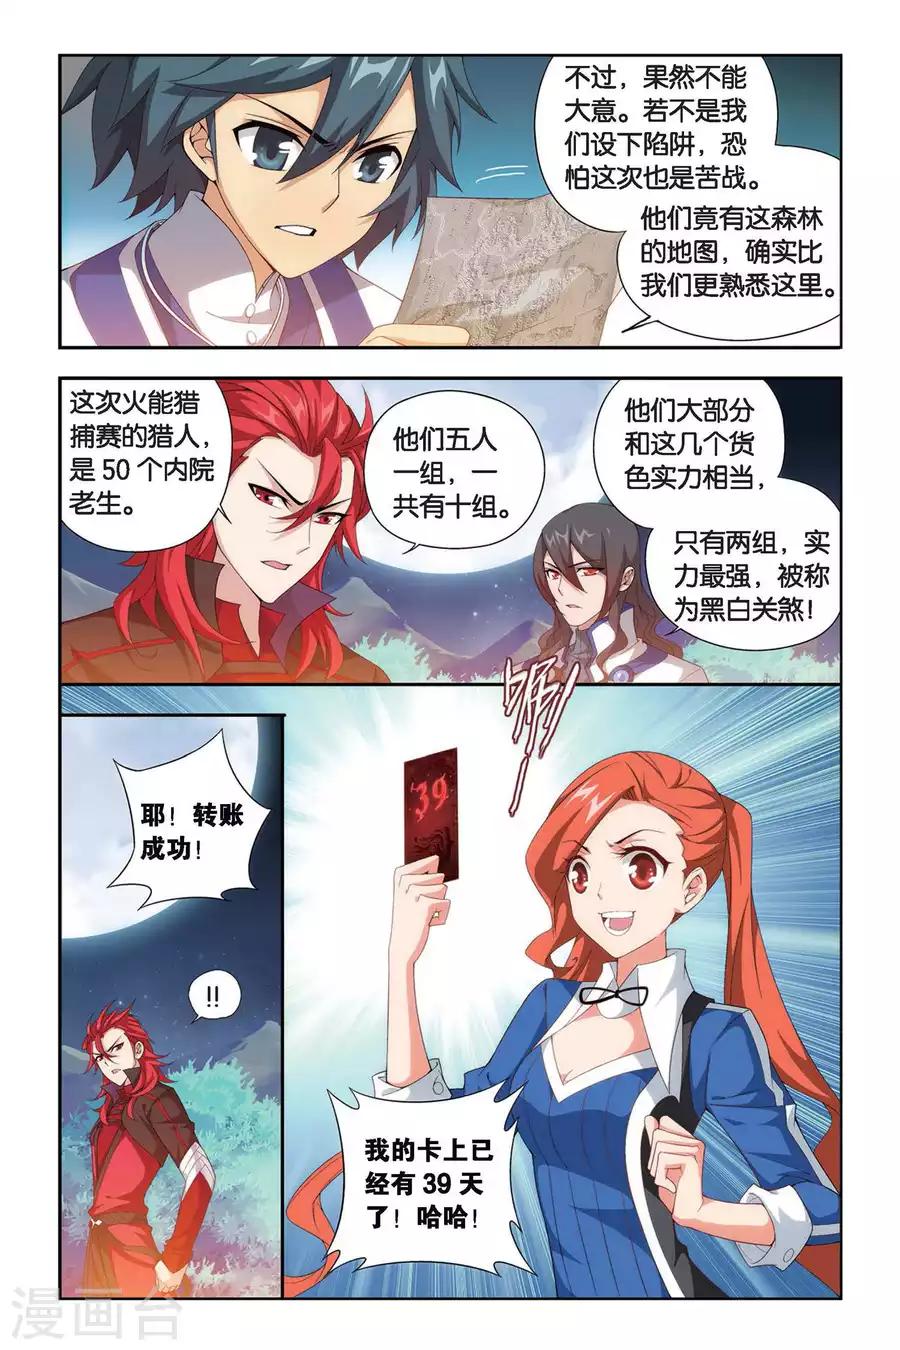 不过，果然不能
大意。若不是我
们设下陷阱，恐
怕这次也是苦战。
他们竟有这森林
的地图，确实比
我们更熟悉这里。
这次火能猎
捕赛的猎人，
是50个内院
老生。
他们五人
一组，一
共有十组。
他们大部分
和这几个货
色实力相当，
只有两组，实
力最强，被称
为黑白关煞！
耶！转账
成功！
!!
唰
39
我的卡上已
经有39天
了！哈哈！
漫画台